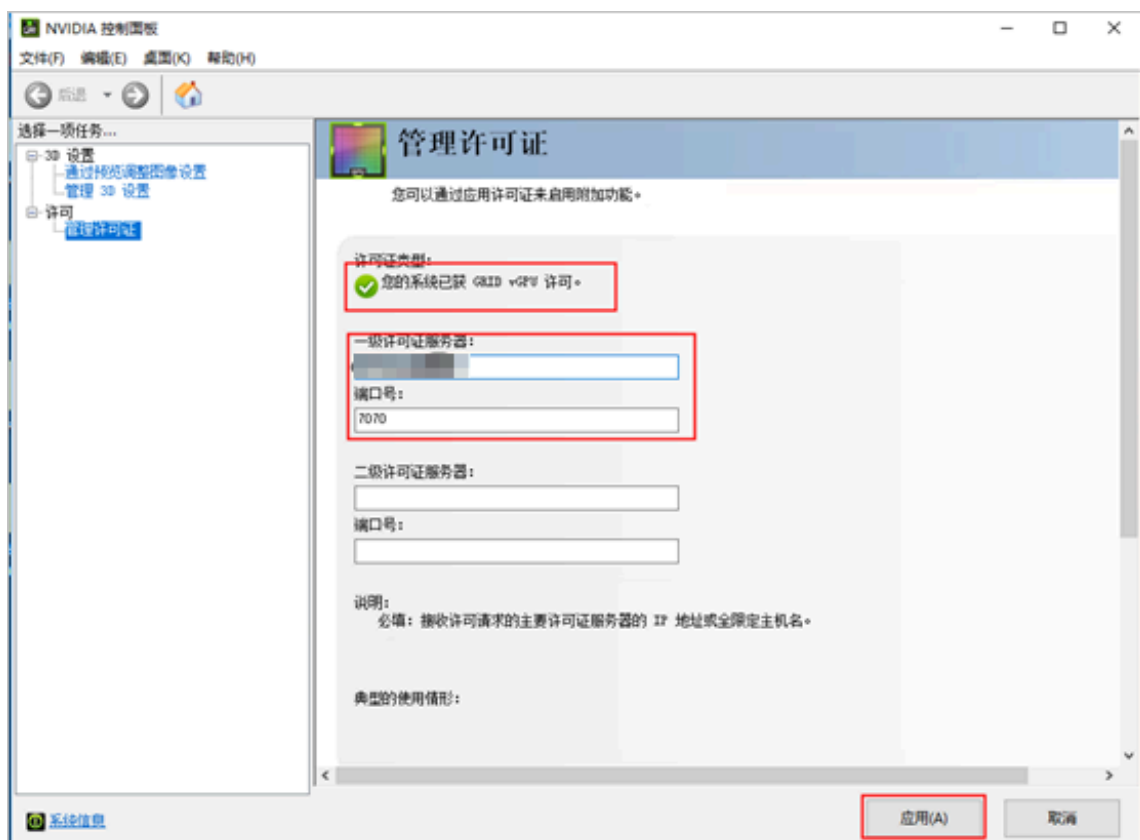 NVIDIA 控制面板
文件(F) 编辑(E) 桌面(K) 帮助(H)
后退
选择一项任务...
3D 设置
通过预览调整图像设置
管理 3D 设置
许可
管理许可证
管理许可证
您可以通过应用许可证来启用附加功能。
许可证类型:
您的系统已获 GRID vGPU 许可。
一级许可证服务器:
端口号:
7070
二级许可证服务器:
端口号:
说明:
必填: 接收许可请求的主要许可证服务器的 IP 地址或全限定主机名。
典型的使用情形:
系统信息
应用(A)
取消